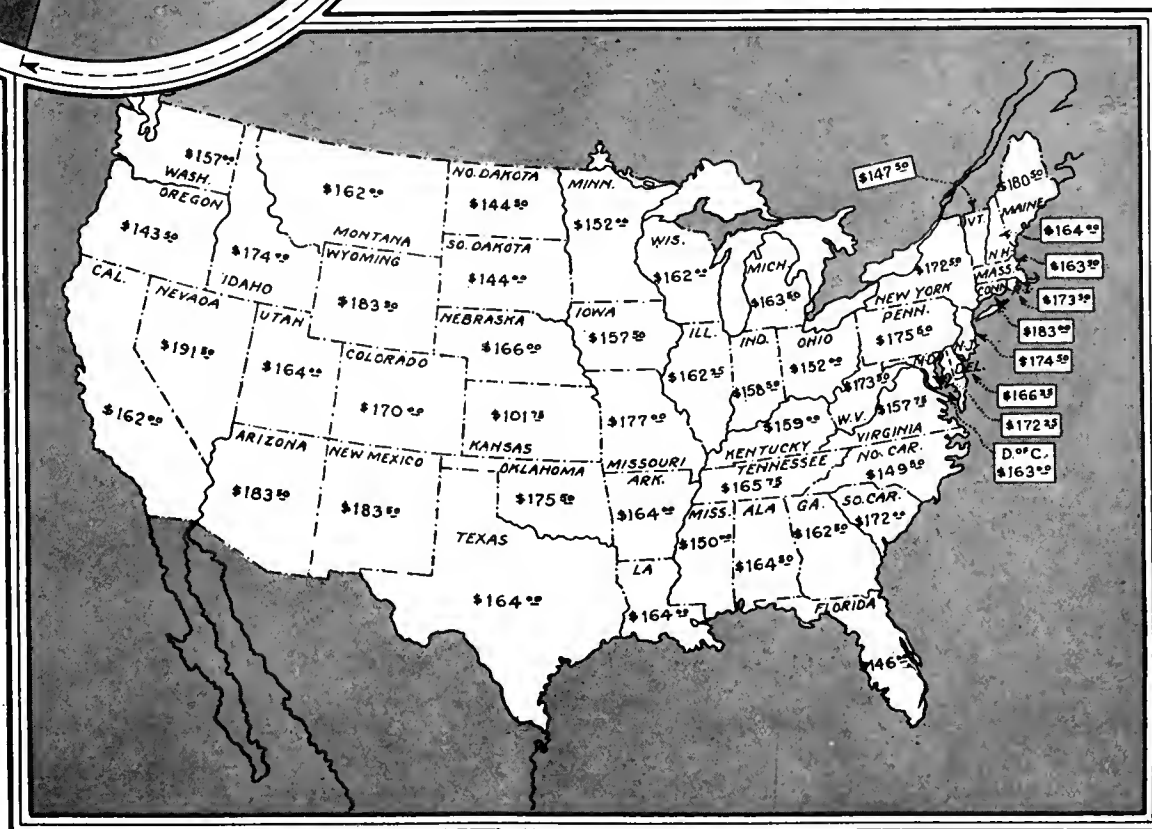 $157 00
WASH.
OREGON
$143 50
CAL.
$162 00
NEVADA
$191 50
$174 00
IDAHO
$162 00
MONTANA
WYOMING
$183 50
UTAH
$164 00
COLORADO
$170 00
ARIZONA
$183 50
NEW MEXICO
$183 50
NO. DAKOTA
$144 50
SO. DAKOTA
$144 00
NEBRASKA
$166 00
$101 75
KANSAS
OKLAHOMA
$175 50
TEXAS
$164 00
MINN.
$152 00
IOWA
$157 50
$177 00
MISSOURI
ARK.
$164 00
LA
$164 00
WIS.
$162 00
ILL.
$162 25
MICH.
$163 50
IND.
$158 50
OHIO
$152 00
$159 00
KENTUCKY
TENNESSEE
$165 75
MISS.
$150 00
ALA
$164 50
GA.
$162 50
SO. CAR.
$172 00
NO. CAR.
$149 50
FLORIDA
$173 50
W.V.
$157 75
VIRGINIA
PENN.
$175 50
$172 50
NEW YORK
$147 50
VT.
$180 50
MAINE
N.H.
$164 00
MASS.
$163 50
CONN
$173 50
$183 00
N.J.
$174 50
DEL.
$166
MD.
$172 25
D. OF C.
$163 00